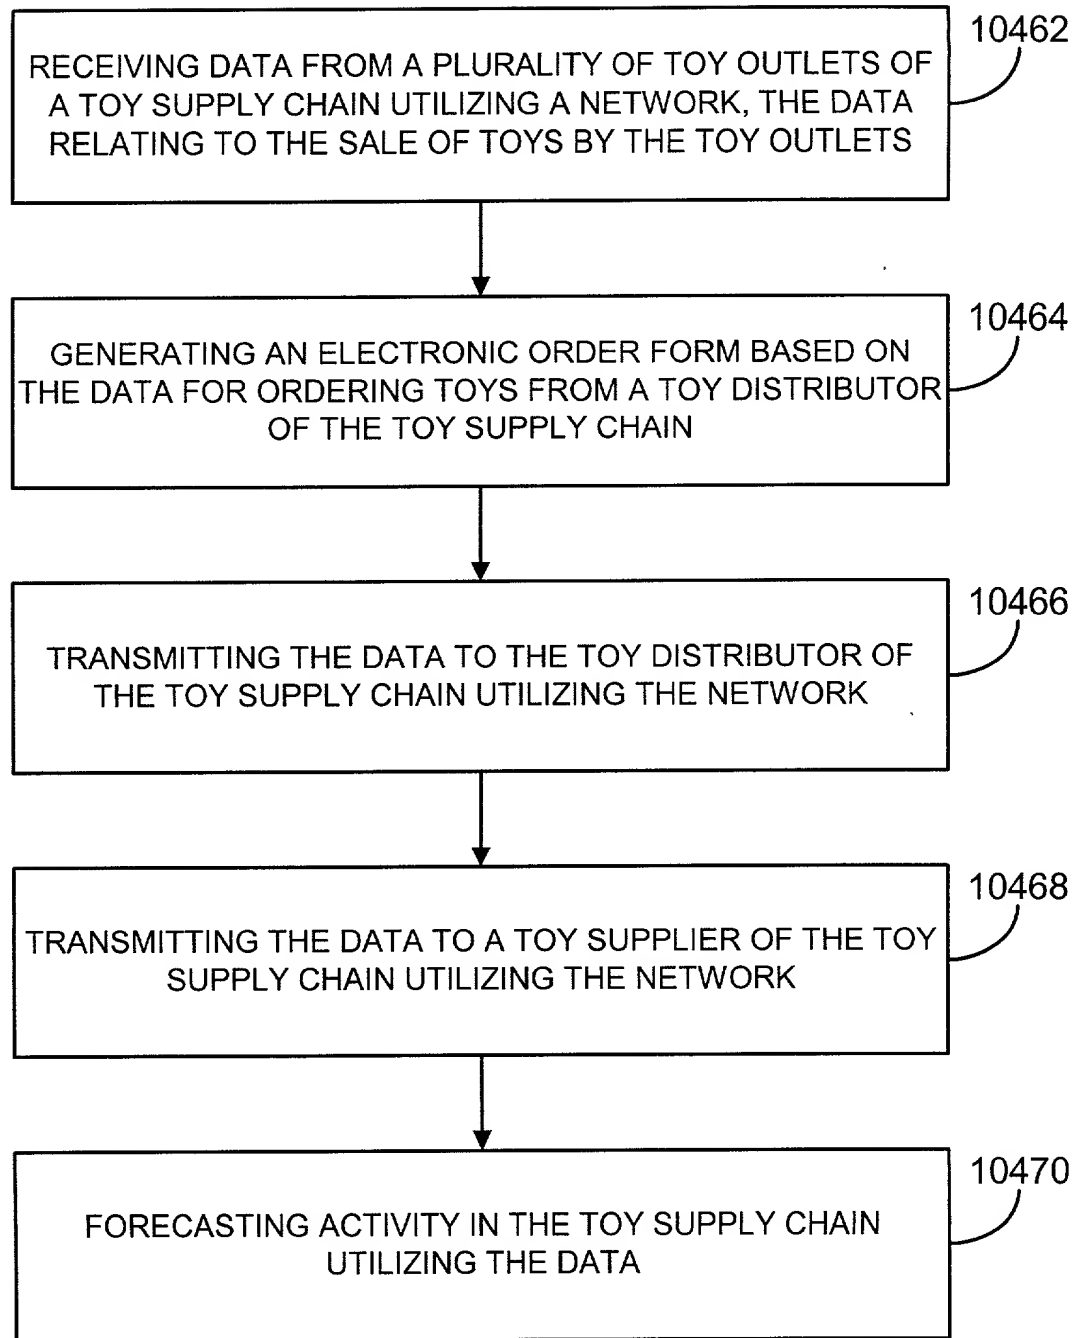 10462
RECEIVING DATA FROM A PLURALITY OF TOY OUTLETS OF
A TOY SUPPLY CHAIN UTILIZING A NETWORK, THE DATA
RELATING TO THE SALE OF TOYS BY THE TOY OUTLETS
10464
GENERATING AN ELECTRONIC ORDER FORM BASED ON
THE DATA FOR ORDERING TOYS FROM A TOY DISTRIBUTOR
OF THE TOY SUPPLY CHAIN
10466
TRANSMITTING THE DATA TO THE TOY DISTRIBUTOR OF
THE TOY SUPPLY CHAIN UTILIZING THE NETWORK
10468
TRANSMITTING THE DATA TO A TOY SUPPLIER OF THE TOY
SUPPLY CHAIN UTILIZING THE NETWORK
10470
FORECASTING ACTIVITY IN THE TOY SUPPLY CHAIN
UTILIZING THE DATA